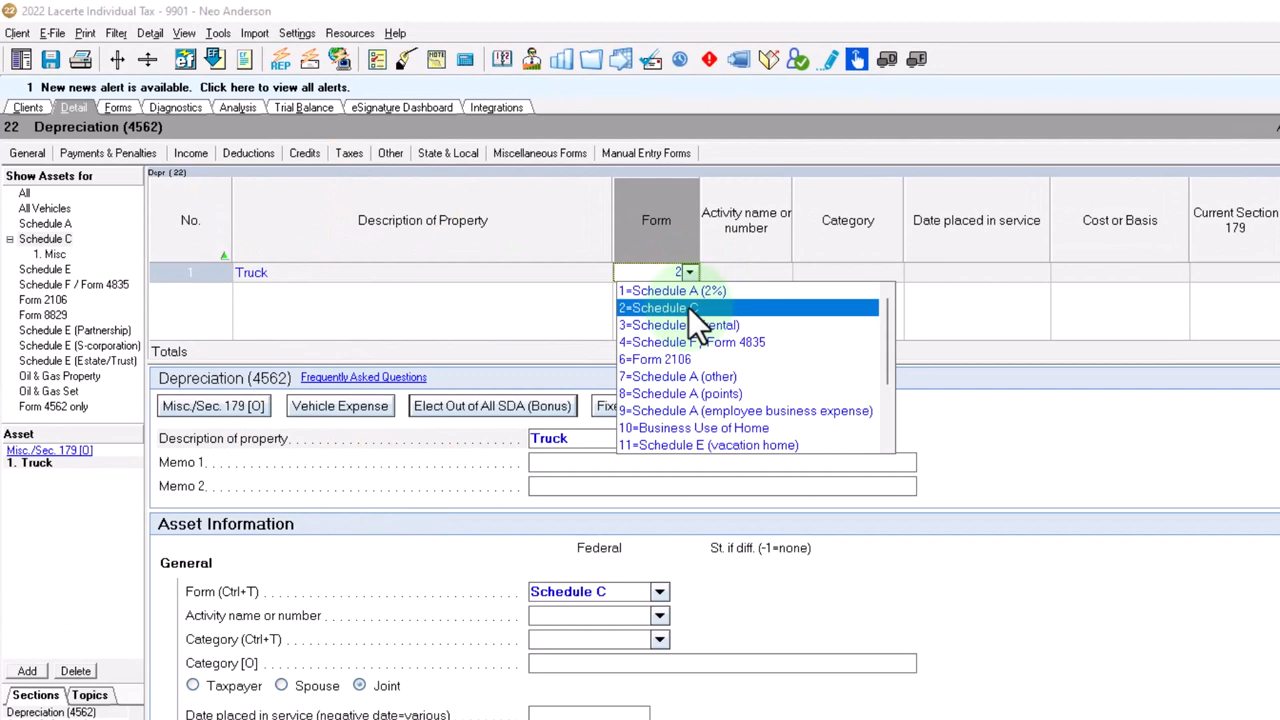 22 2022 Lacerte Individual Tax - 9901 - Neo Anderson
Client E-File Print Filter Detail View Tools Import Settings Resources Help
REP
1 New news alert is available. Click here to view all alerts.
Clients Detail Forms Diagnostics Analysis Trial Balance eSignature Dashboard Integrations
22 Depreciation (4562)
General Payments & Penalties Income Deductions Credits Taxes Other State & Local Miscellaneous Forms Manual Entry Forms
Show Assets for
All
All Vehicles
Schedule A
Schedule C
1. Misc
Schedule E
Schedule F / Form 4835
Form 2106
Form 8829
Schedule E (Partnership)
Schedule E (S-corporation)
Schedule E (Estate/Trust)
Oil & Gas Property
Oil & Gas Set
Form 4562 only
Asset
Misc./Sec. 179 [O]
1. Truck
Add Delete
Sections Topics
Depreciation (4562)
Depr (22)
No. Description of Property Form Activity name or number Category Date placed in service Cost or Basis Current Section 179
1 Truck 2
1=Schedule A (2%)
2=Schedule C
3=Schedule
4=Schedule F / Form 4835
6=Form 2106
7=Schedule A (other)
8=Schedule A (points)
9=Schedule A (employee business expense)
10=Business Use of Home
11=Schedule E (vacation home)
Totals
Depreciation (4562) Frequently Asked Questions
Misc./Sec. 179 [O] Vehicle Expense Elect Out of All SDA (Bonus)
Description of property Truck
Memo 1
Memo 2
Asset Information
Federal St. if diff. (-1=none)
General
Form (Ctrl+T) Schedule C
Activity name or number
Category (Ctrl+T)
Category [O]
Taxpayer Spouse Joint
Date placed in service (negative date=various)